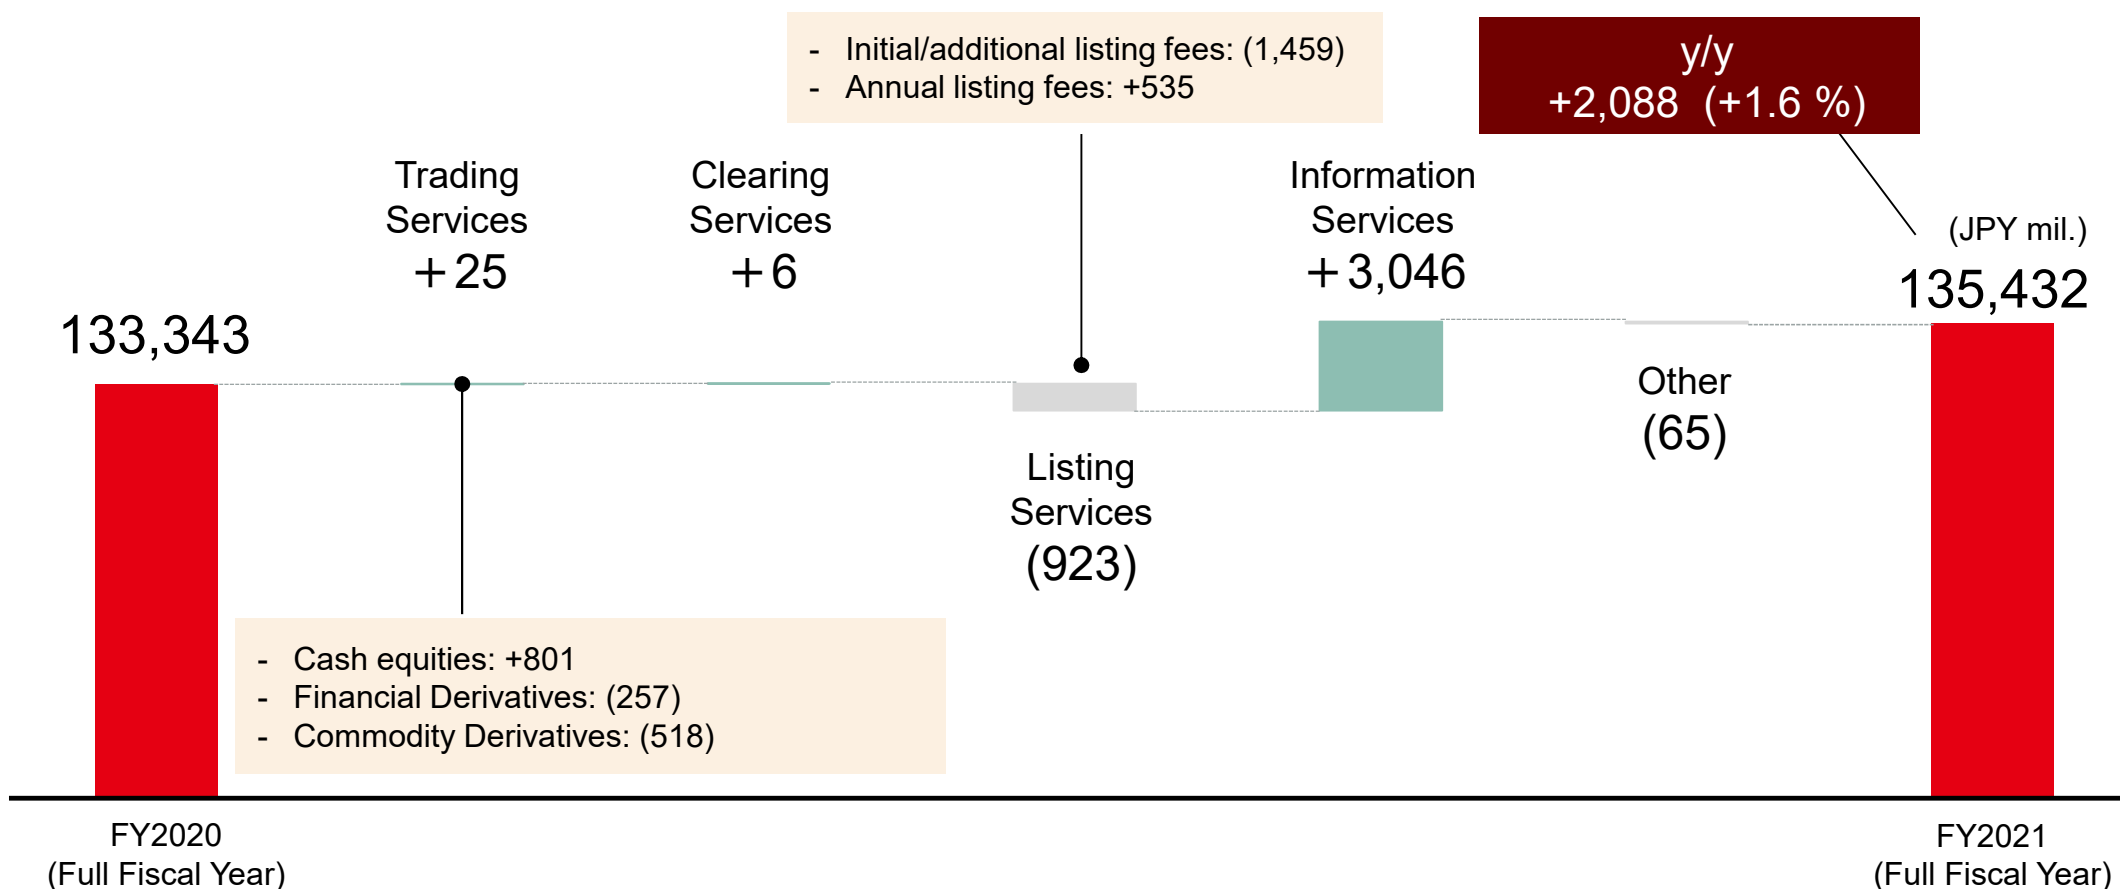 - Initial/additional listing fees: (1,459)
- Annual listing fees: +535
y/y
+2,088 (+1.6 %)
Trading
Services
+25
Clearing
Services
+6
Information
Services
+3,046
(JPY mil.)
133,343
135,432
Other
(65)
Listing
Services
(923)
- Cash equities: +801
- Financial Derivatives: (257)
- Commodity Derivatives: (518)
FY2020
(Full Fiscal Year)
FY2021
(Full Fiscal Year)